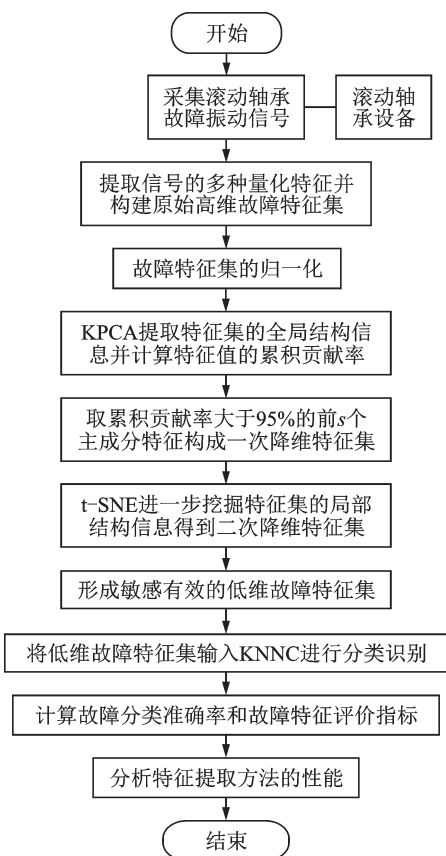 开始
采集滚动轴承
故障振动信号
滚动轴
承设备
提取信号的多种量化特征并
构建原始高维故障特征集
故障特征集的归一化
KPCA提取特征集的全局结构信
息并计算特征值的累积贡献率
取累积贡献率大于95%的前s个
主成分特征构成一次降维特征集
t-SNE进一步挖掘特征集的局部
结构信息得到二次降维特征集
形成敏感有效的低维故障特征集
将低维故障特征集输入KNNC进行分类识别
计算故障分类准确率和故障特征评价指标
分析特征提取方法的性能
结束